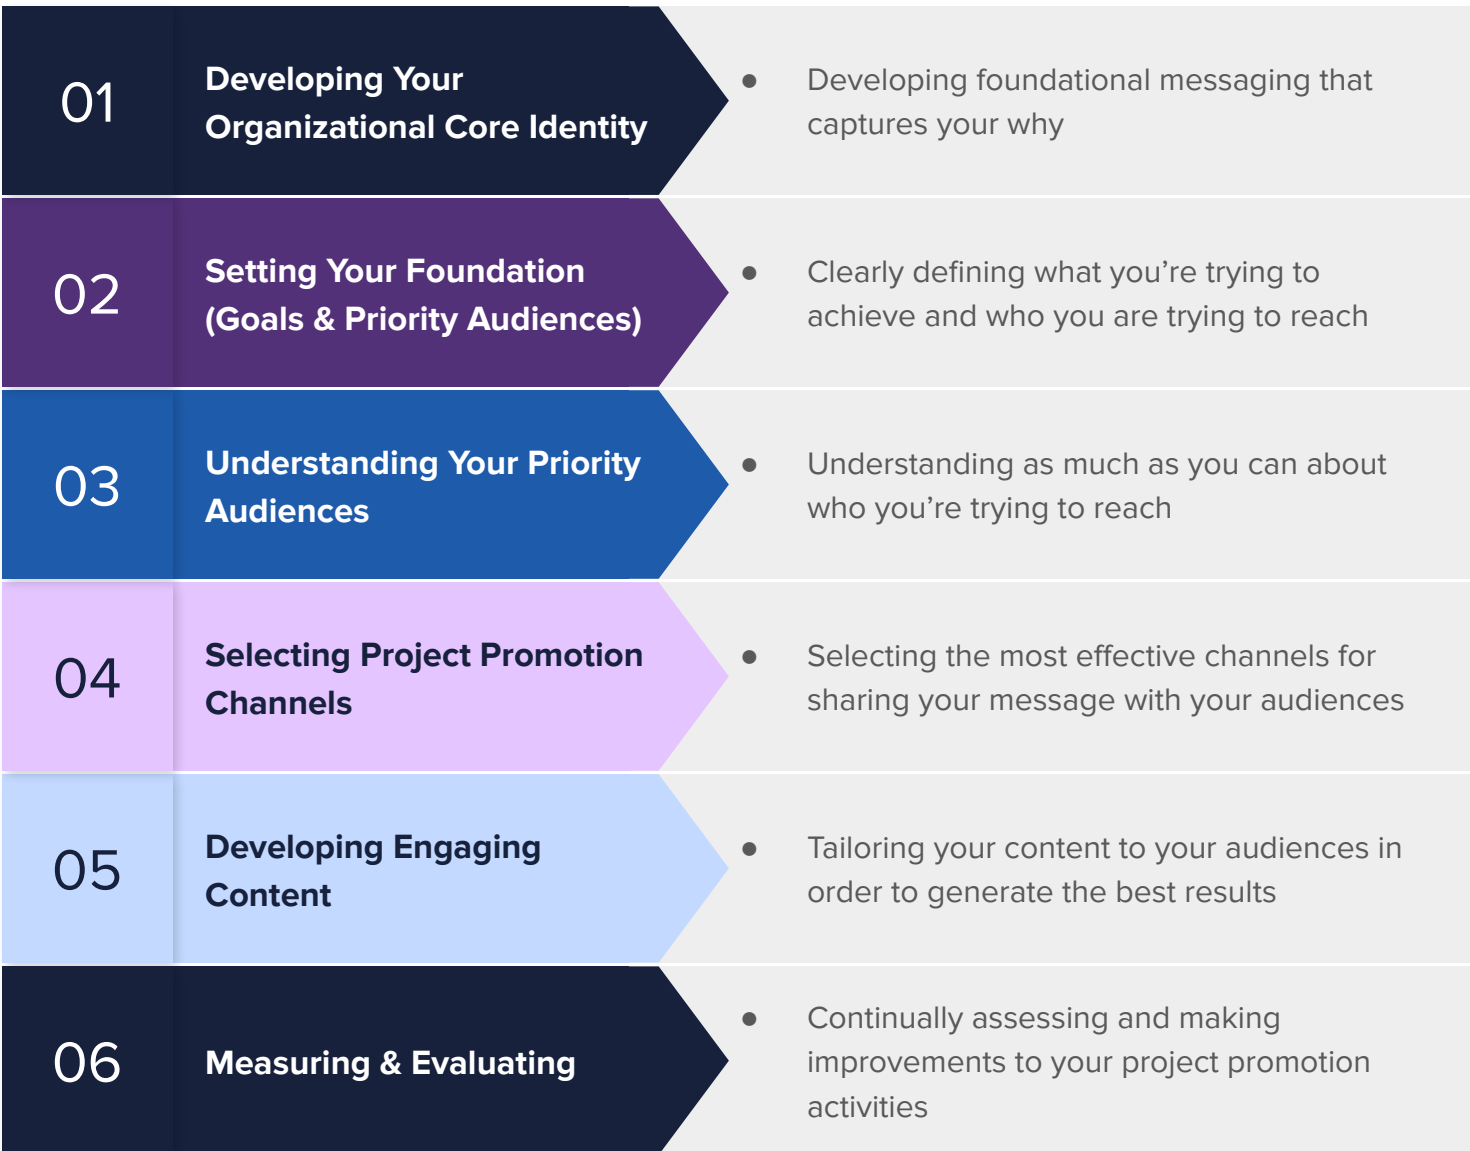 01
Developing Your
Organizational Core Identity
● Developing foundational messaging that
captures your why
02
Setting Your Foundation
(Goals & Priority Audiences)
● Clearly defining what you’re trying to
achieve and who you are trying to reach
03
Understanding Your Priority
Audiences
● Understanding as much as you can about
who you’re trying to reach
04
Selecting Project Promotion
Channels
● Selecting the most effective channels for
sharing your message with your audiences
05
Developing Engaging
Content
● Tailoring your content to your audiences in
order to generate the best results
06
Measuring & Evaluating
● Continually assessing and making
improvements to your project promotion
activities